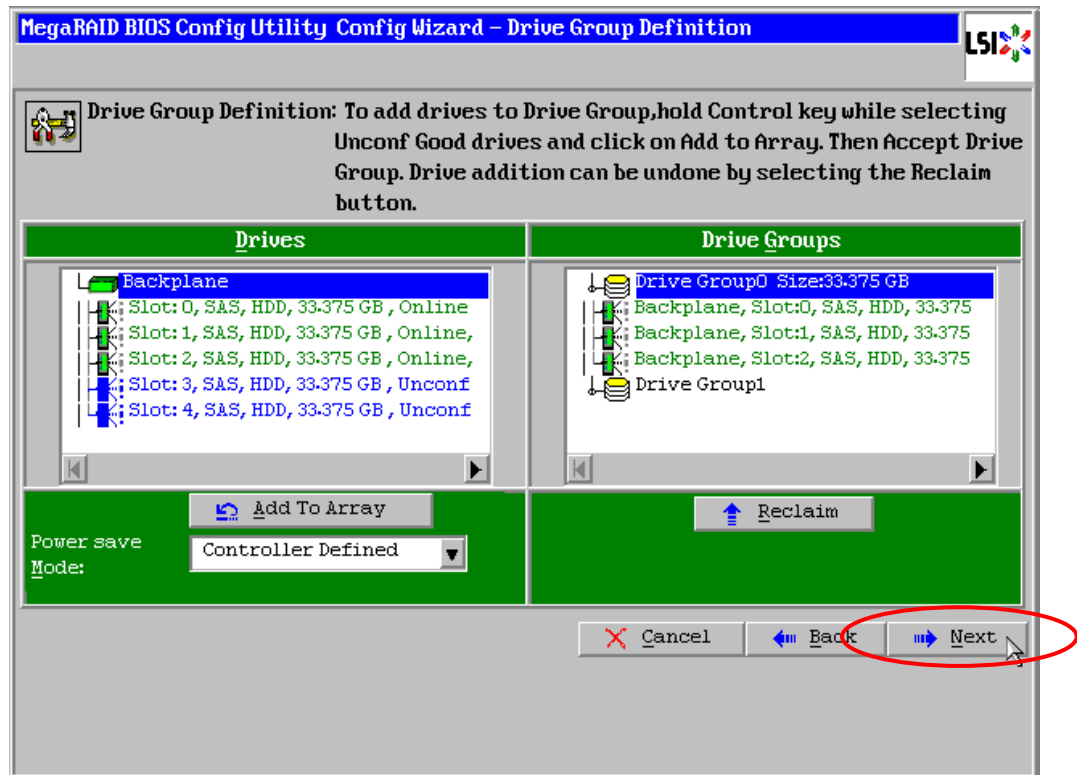 MegaRAID BIOS Config Utility Config Wizard – Drive Group Definition
LSI
Drive Group Definition: To add drives to Drive Group,hold Control key while selecting
Unconf Good drives and click on Add to Array. Then Accept Drive
Group. Drive addition can be undone by selecting the Reclaim
button.
Drives
Backplane
Slot: 0, SAS, HDD, 33.375 GB , Online
Slot: 1, SAS, HDD, 33.375 GB , Online,
Slot: 2, SAS, HDD, 33.375 GB , Online,
Slot: 3, SAS, HDD, 33.375 GB , Unconf
Slot: 4, SAS, HDD, 33.375 GB , Unconf
Add To Array
Power save
Mode:
Controller Defined
Drive Groups
Drive Group0 Size:33.375 GB
Backplane, Slot:0, SAS, HDD, 33.375
Backplane, Slot:1, SAS, HDD, 33.375
Backplane, Slot:2, SAS, HDD, 33.375
Drive Group1
Reclaim
Cancel
Back
Next